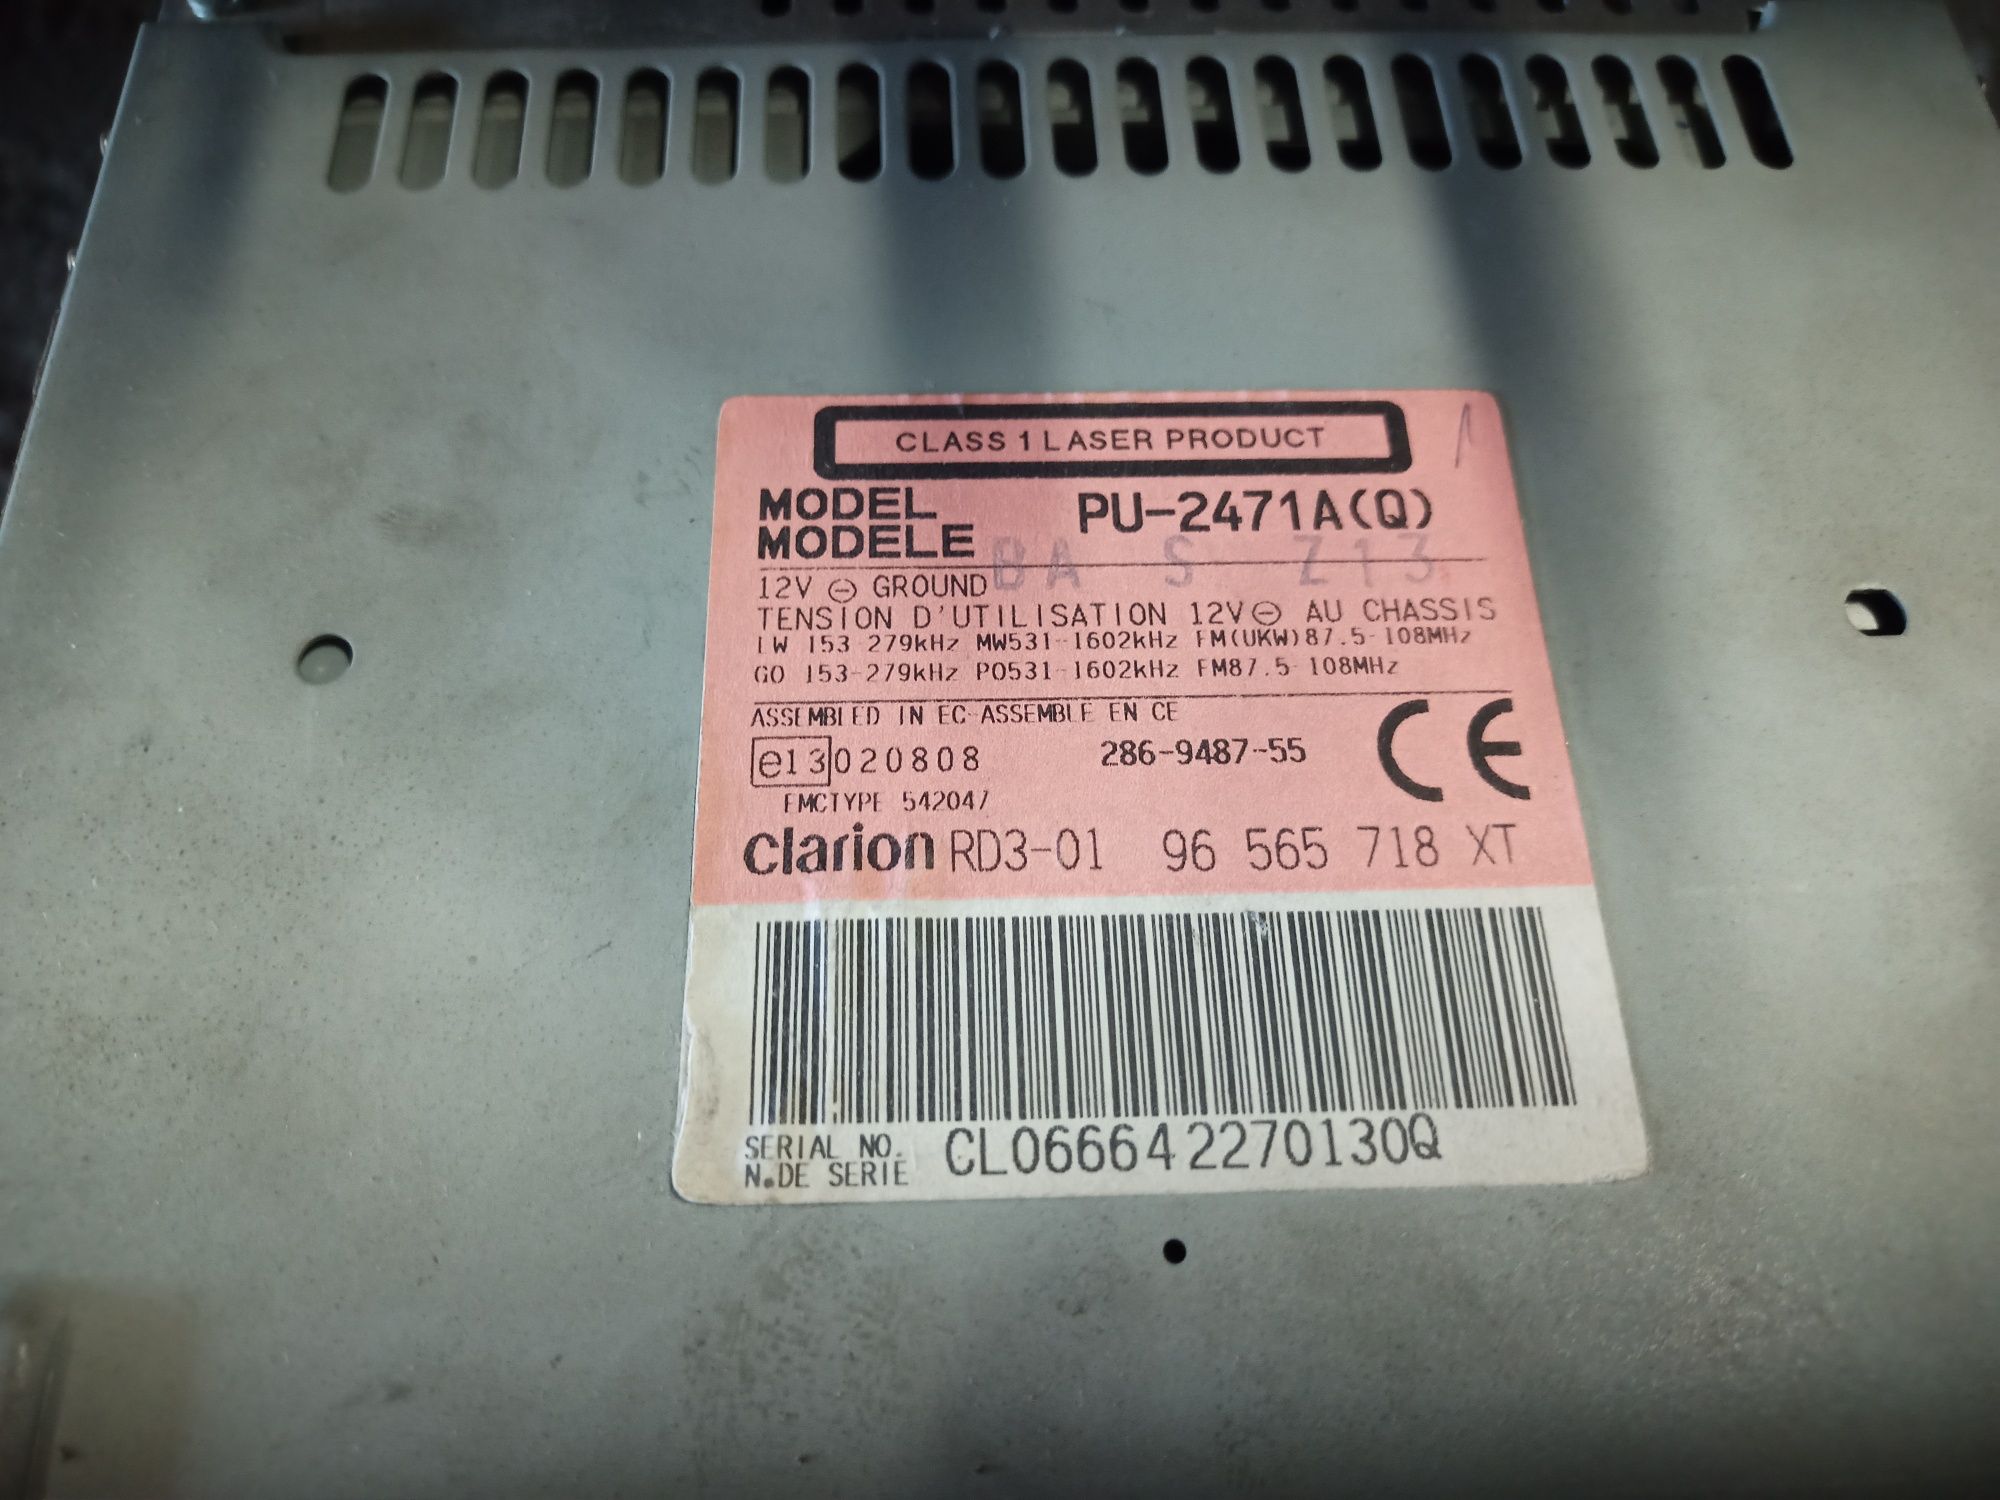 CLASS 1 LASER PRODUCT
MODEL PU-2471A(Q)
MODELE
BA S Z13
12V ⊖ GROUND
TENSION D'UTILISATION 12V⊖ AU CHASSIS
LW 153-279kHz MW531-1602kHz FM(UKW)87.5-108MHz
GO 153-279kHz PO531-1602kHz FM87.5-108MHz
ASSEMBLED IN EC-ASSEMBLE EN CE
e13 020808 286-9487-55 CE
EMCTYPE 542047
clarion RD3-01 96 565 718 XT
SERIAL NO. CL066642270130Q
N.DE SERIE